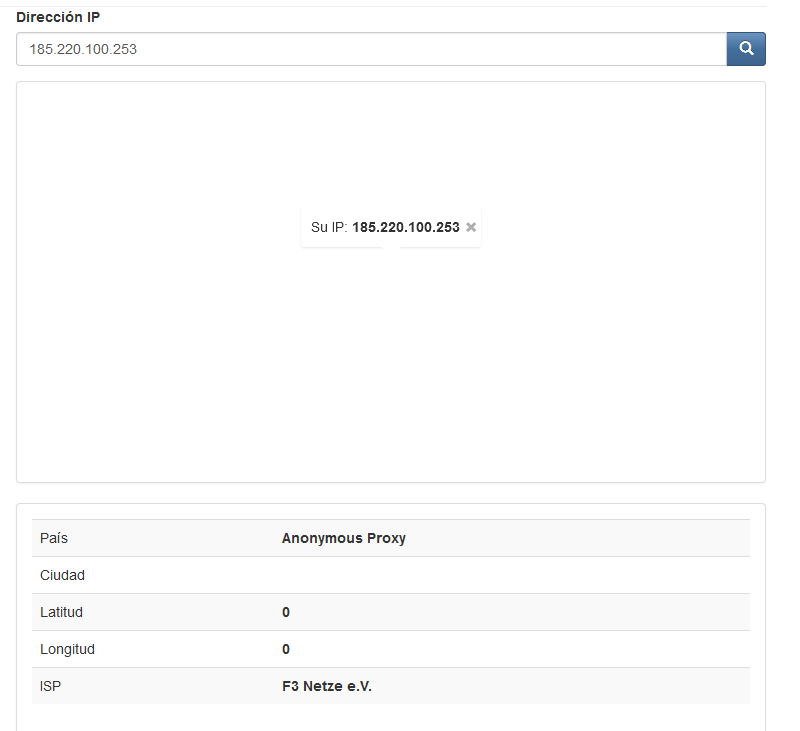 Dirección IP
185.220.100.253
Su IP: 185.220.100.253 ×
País Anonymous Proxy
Ciudad
Latitud 0
Longitud 0
ISP F3 Netze e.V.